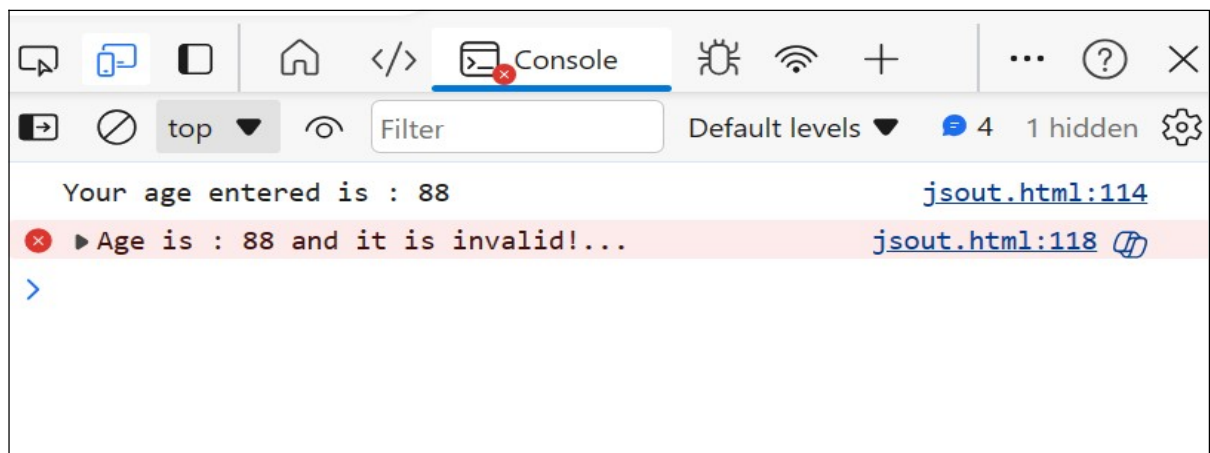 Console
top Filter Default levels 4 1 hidden
Your age entered is : 88 jsout.html:114
Age is : 88 and it is invalid!... jsout.html:118